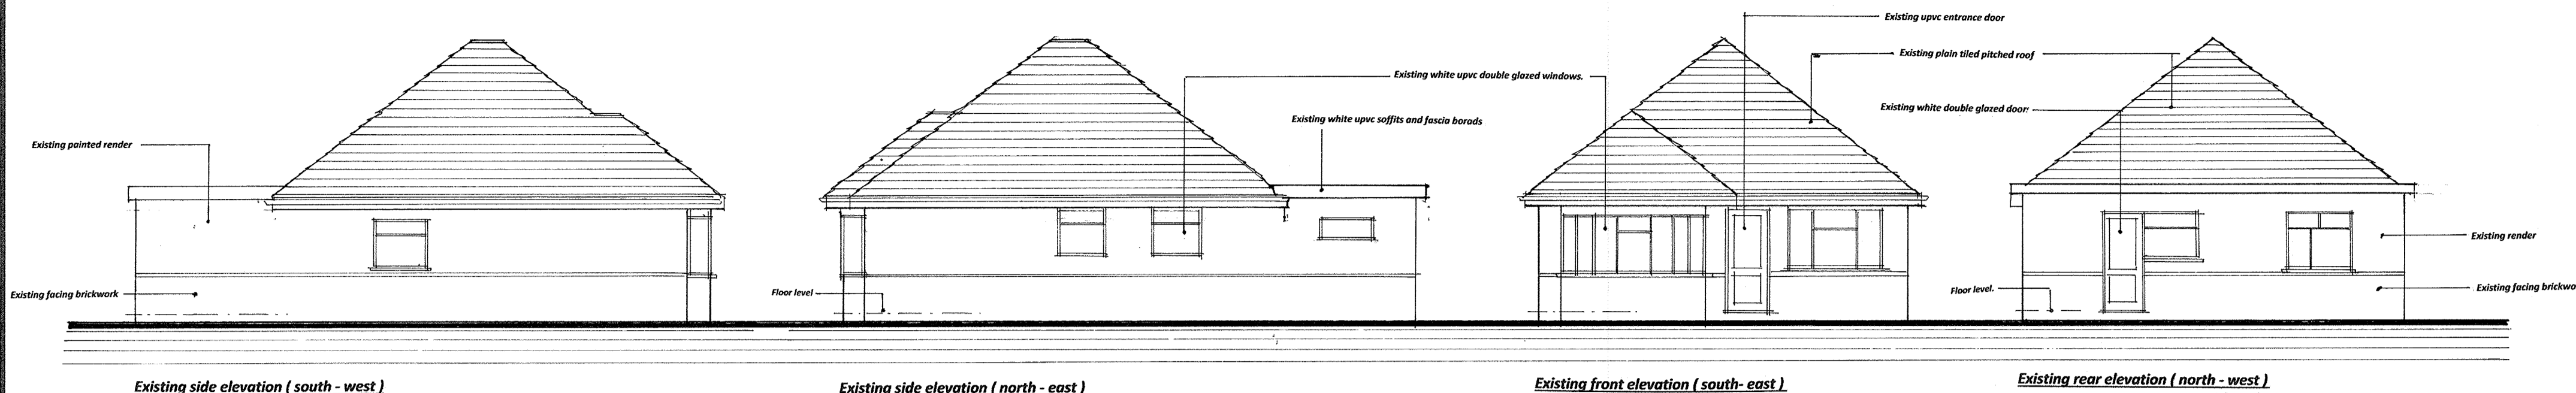 Existing upvc entrance door
Existing plain tiled pitched roof
Existing white upvc double glazed windows.
Existing white double glazed door
Existing white upvc soffits and fascia borads
Existing painted render
Existing render
Existing facing brickwork
Floor level
Floor level.
Existing facing brickwo
Existing side elevation ( south - west )
Existing side elevation ( north - east )
Existing front elevation ( south- east )
Existing rear elevation ( north - west )